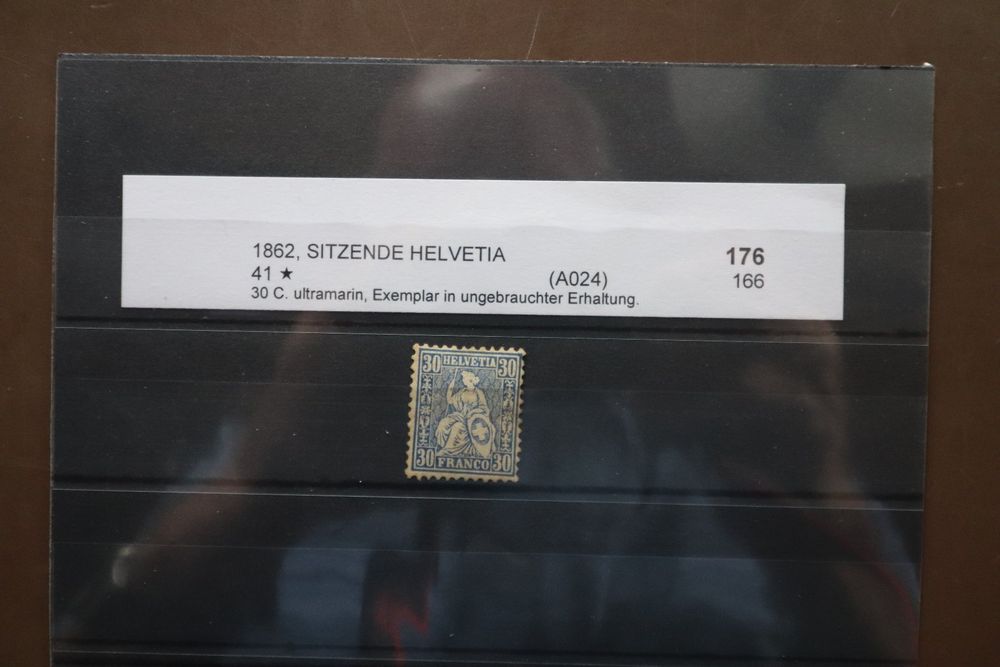 1862, SITZENDE HELVETIA 176
41 ★ (A024) 166
30 C. ultramarin, Exemplar in ungebrauchter Erhaltung.
30 HELVETIA 30
30 FRANCO 30